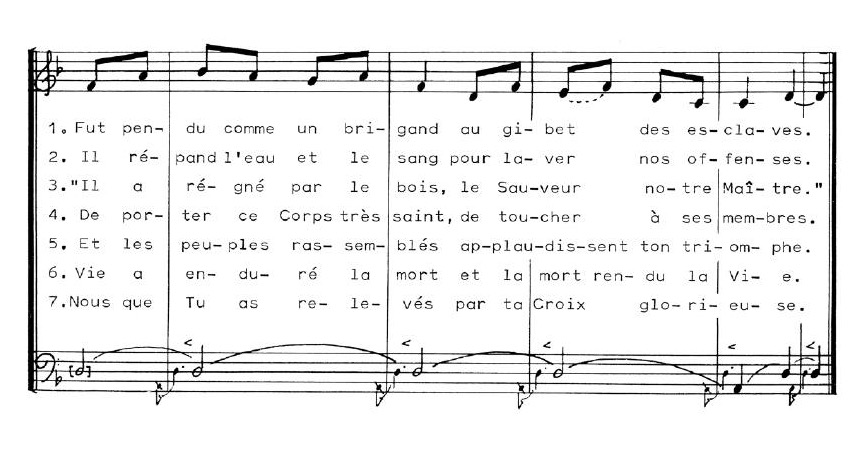 1. Fut pen- du comme un bri- gand au gi- bet des es- cla- ves.
2. Il ré- pand l'eau et le sang pour la- ver nos of- fen- ses.
3. "Il a ré- gné par le bois, le Sau-veur no- tre Maî- tre."
4. De por- ter ce Corps très saint, de tou-cher à ses mem-bres.
5. Et les peu- ples ras- sem- blés ap-plau-dis-sent ton tri- om- phe.
6. Vie a en- du- ré la mort et la mort ren- du la Vi- e.
7. Nous que Tu as re- le- vés par ta Croix glo- ri- eu- se.